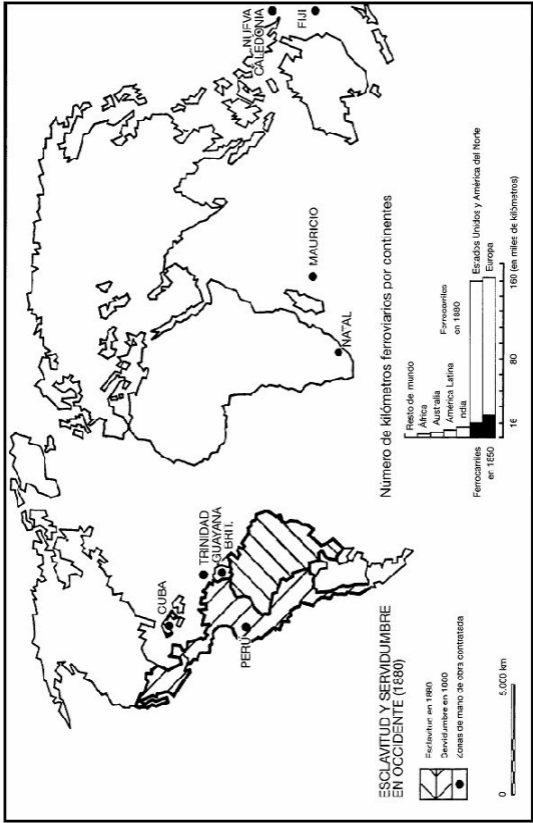 CUBA
TRINIDAD
GUAYANA
BRIT.
PERÚ
NATAL
MAURICIO
NUEVA
CALEDONIA
FIJI
ESCLAVITUD Y SERVIDUMBRE
EN OCCIDENTE (1880)
Esclavitud en 1880
Servidumbre en
Zonas de mano de obra contratada
0 5.000 km
Número de kilómetros ferroviarios por continentes
Resto de mundo
África
Australia
América Latina
India
Ferrocarriles
en 1880
Estados Unidos y América del Norte
Europa
Ferrocarriles
en 1850
16 80 160 (en miles de kilómetros)